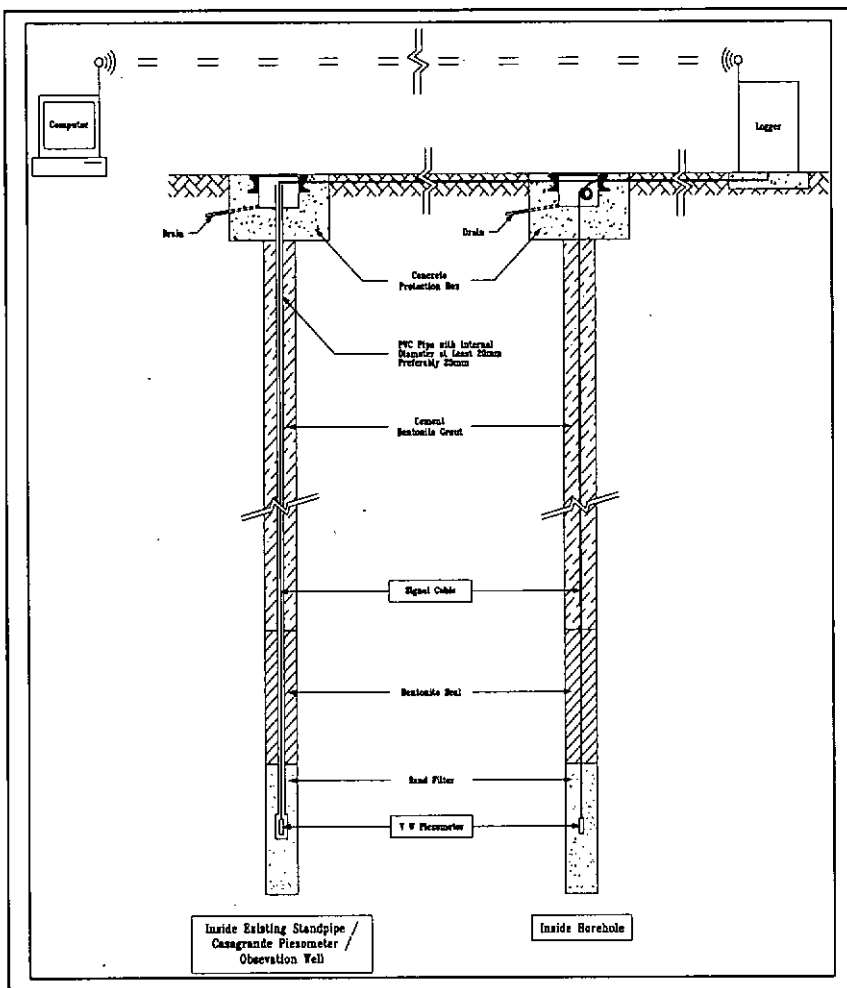 Computer
Logger
Drain
Drain
Concrete
Protection Box
PVC Pipe with Internal
Diameter at Least 20mm
Preferably 25mm
Cement
Bentonite Grout
Signal Cable
Bentonite Seal
Sand Filter
V W Piezometer
Inside Existing Standpipe /
Casagrande Piezometer /
Obsevation Well
Inside Borehole